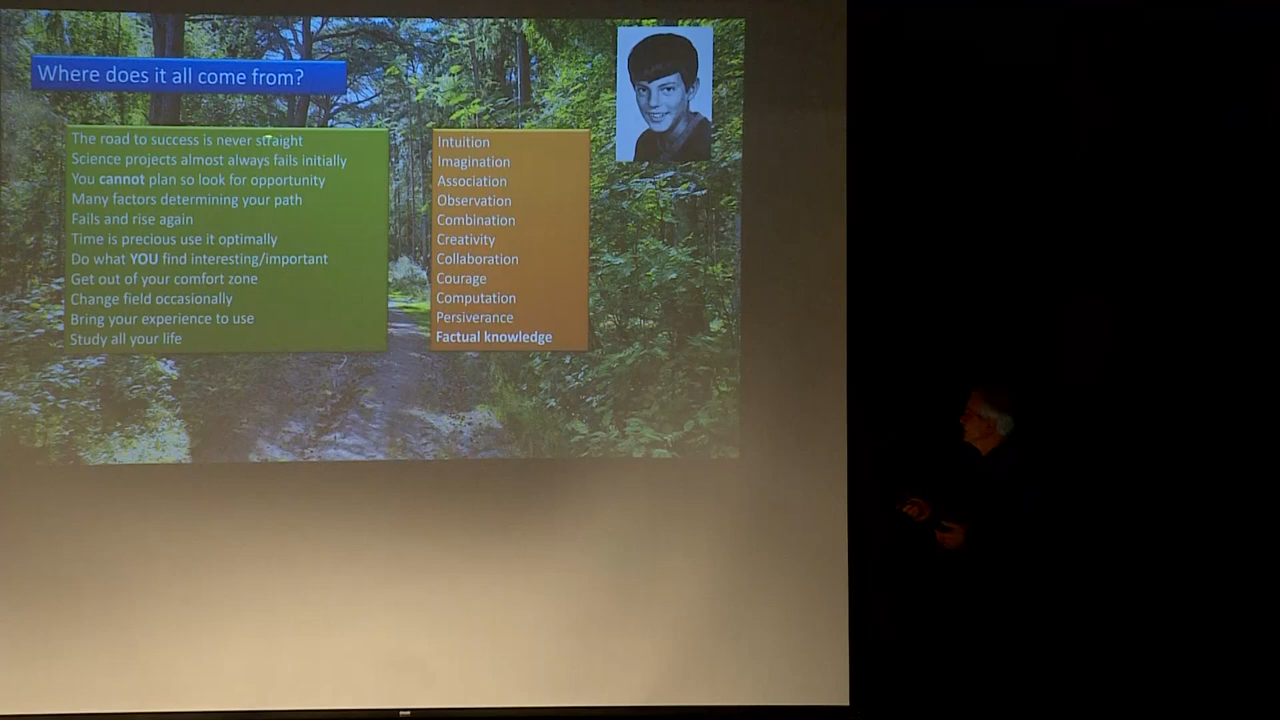 Where does it all come from?
The road to success is never straight
Science projects almost always fails initially
You cannot plan so look for opportunity
Many factors determining your path
Fails and rise again
Time is precious use it optimally
Do what YOU find interesting/important
Get out of your comfort zone
Change field occasionally
Bring your experience to use
Study all your life
Intuition
Imagination
Association
Observation
Combination
Creativity
Collaboration
Courage
Computation
Persiverance
Factual knowledge